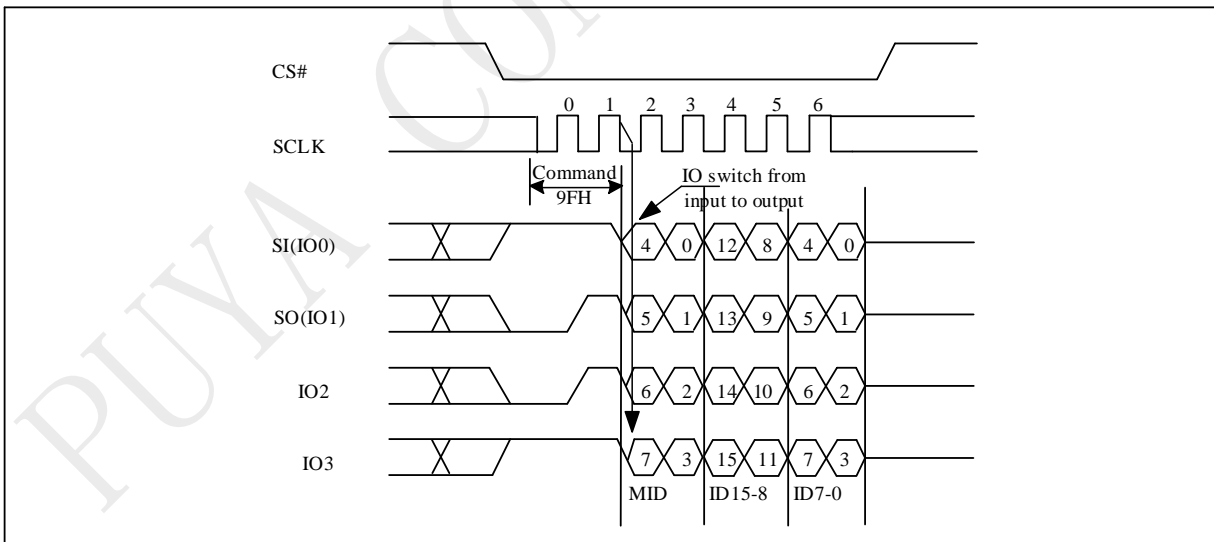 PUYA CON
CS#
0 1 2 3 4 5 6
SCLK
Command
9FH
IO switch from
input to output
SI(IO0) 4 0 12 8 4 0
SO(IO1) 5 1 13 9 5 1
IO2 6 2 14 10 6 2
IO3 7 3 15 11 7 3
MID ID15-8 ID7-0